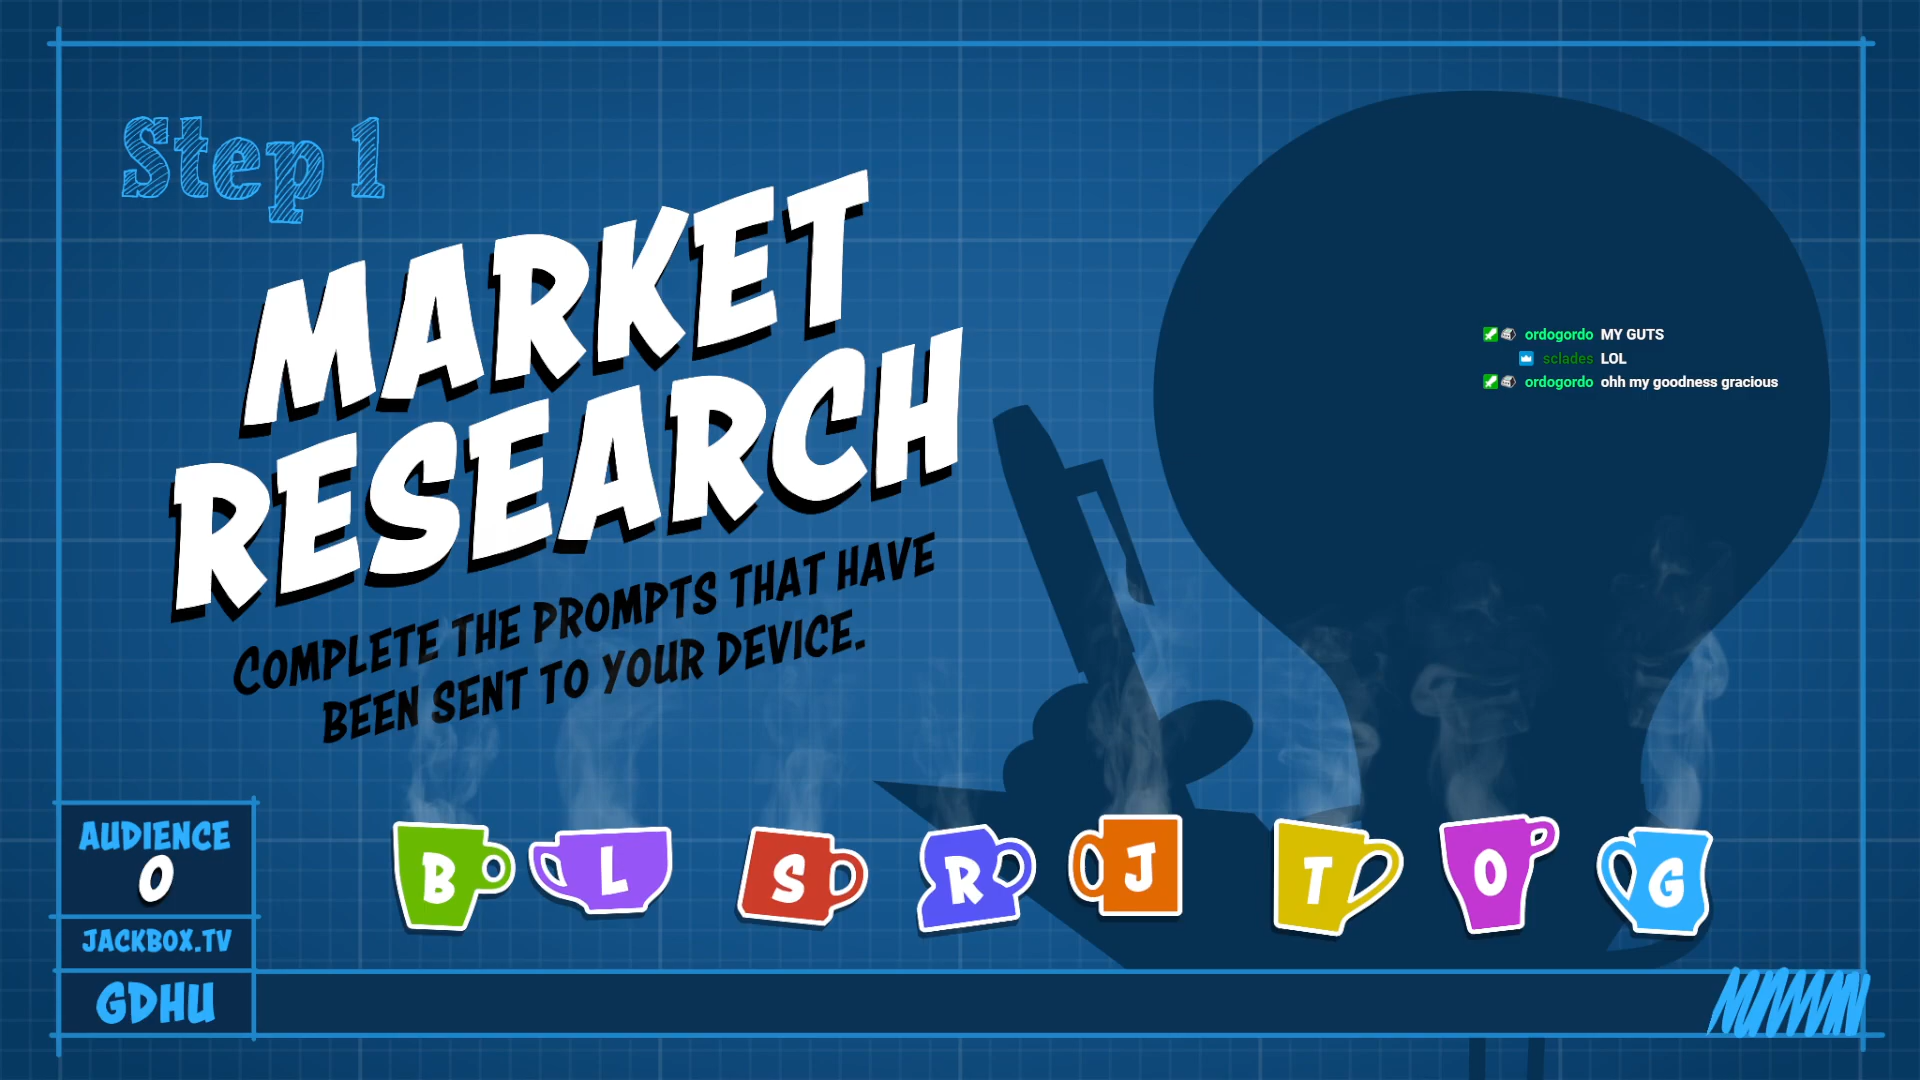 Step 1
MARKET
RESEARCH
COMPLETE THE PROMPTS THAT HAVE
BEEN SENT TO YOUR DEVICE.
ordogordo MY GUTS
sclades LOL
ordogordo ohh my goodness gracious
B L S R J T O G
AUDIENCE
0
JACKBOX.TV
GDHU